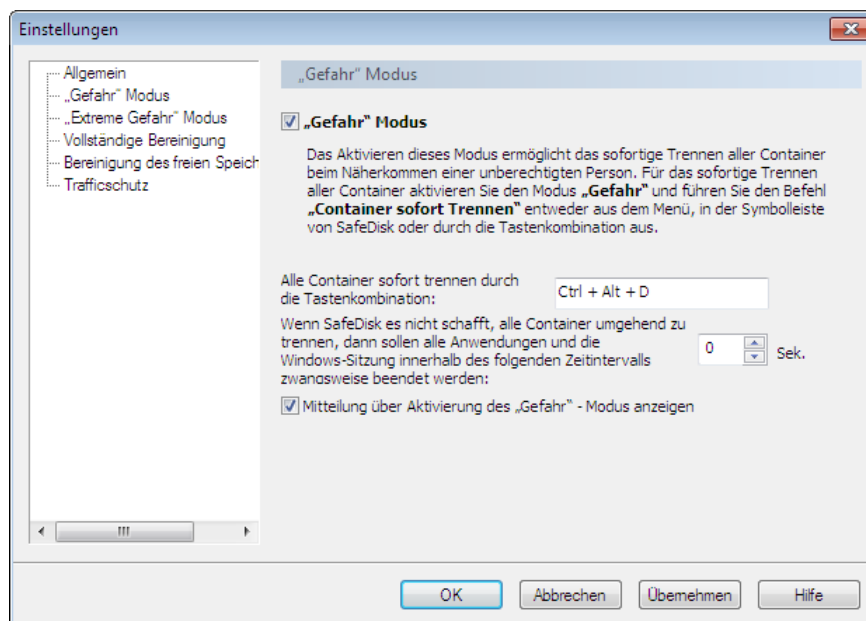 Einstellungen
Allgemein
„Gefahr“ Modus
„Extreme Gefahr“ Modus
Vollständige Bereinigung
Bereinigung des freien Speich
Trafficschutz
„Gefahr“ Modus
„Gefahr“ Modus
Das Aktivieren dieses Modus ermöglicht das sofortige Trennen aller Container
beim Näherkommen einer unberechtigten Person. Für das sofortige Trennen
aller Container aktivieren Sie den Modus „Gefahr“ und führen Sie den Befehl
„Container sofort Trennen“ entweder aus dem Menü, in der Symbolleiste
von SafeDisk oder durch die Tastenkombination aus.
Alle Container sofort trennen durch
die Tastenkombination:
Ctrl + Alt + D
Wenn SafeDisk es nicht schafft, alle Container umgehend zu
trennen, dann sollen alle Anwendungen und die
Windows-Sitzung innerhalb des folgenden Zeitintervalls
zwangsweise beendet werden:
0
Sek.
Mitteilung über Aktivierung des „Gefahr“ - Modus anzeigen
OK
Abbrechen
Übernehmen
Hilfe